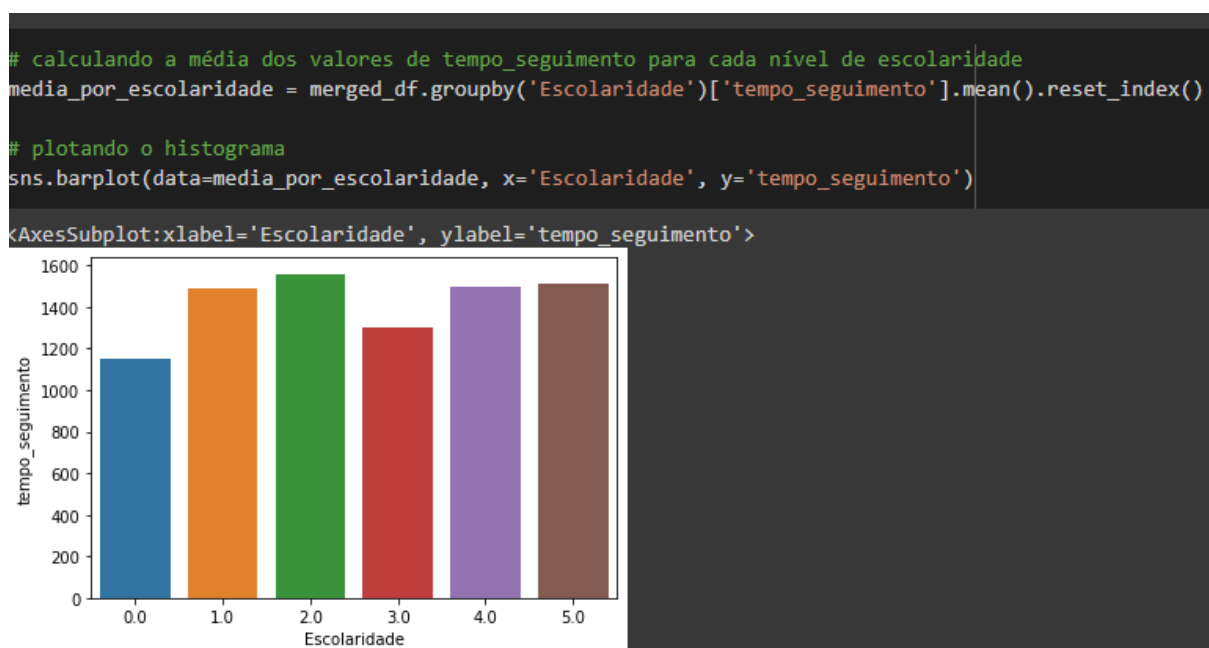 # calculando a média dos valores de tempo_seguimento para cada nível de escolaridade
media_por_escolaridade = merged_df.groupby('Escolaridade')['tempo_seguimento'].mean().reset_index()
# plotando o histograma
sns.barplot(data=media_por_escolaridade, x='Escolaridade', y='tempo_seguimento')
<AxesSubplot:xlabel='Escolaridade', ylabel='tempo_seguimento'>
1600
1400
1200
1000
800
600
400
200
0
tempo_seguimento
0.0 1.0 2.0 3.0 4.0 5.0
Escolaridade